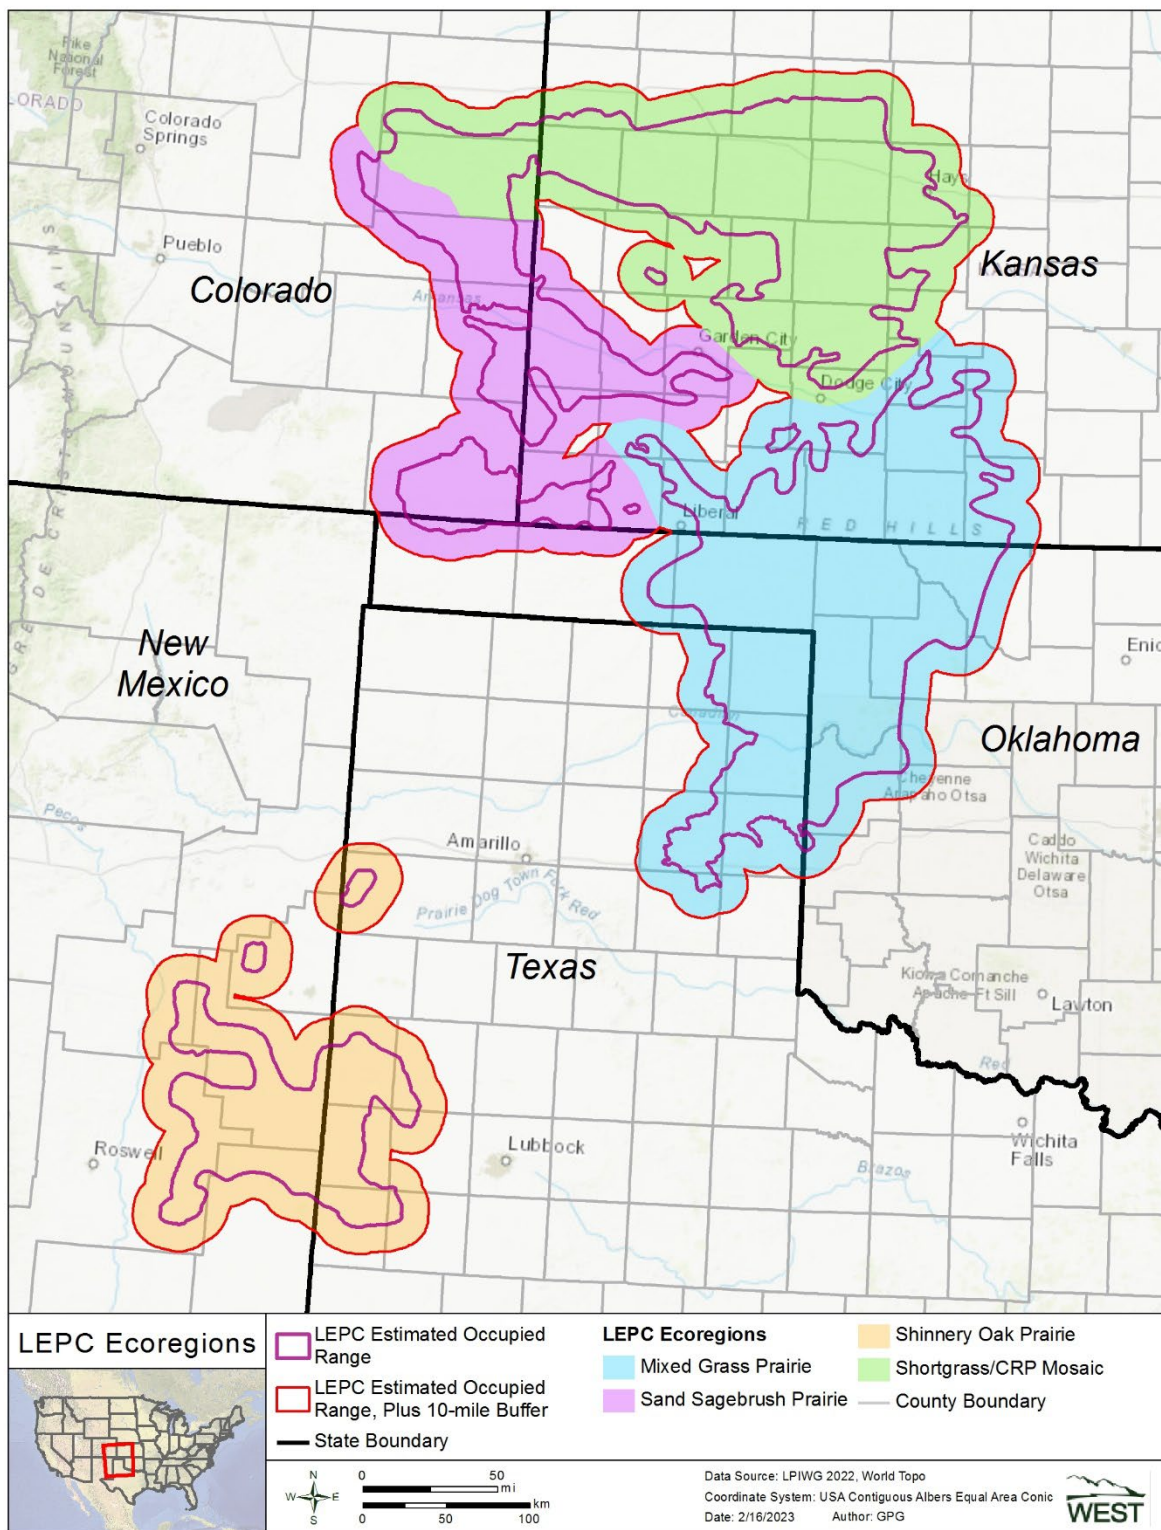 Pike
National
Forest
ORADO
Colorado
Springs
Hays
Pueblo
Colorado
Kansas
Arkansas
Garden City
Dodge City
Liberal
RED HILLS
New
Mexico
Enid
Canadian
Oklahoma
Cheyenne
Arapaho Otsa
Pecos
Amarillo
Caddo
Wichita
Delaware
Otsa
Prairie Dog Town Fork Red
Texas
Kiowa Comanche
Apache Ft Sill
Lawton
Red
Roswell
Lubbock
Wichita
Falls
Brazos
LEPC Ecoregions
LEPC Estimated Occupied
Range
LEPC Estimated Occupied
Range, Plus 10-mile Buffer
State Boundary
LEPC Ecoregions
Mixed Grass Prairie
Sand Sagebrush Prairie
Shinnery Oak Prairie
Shortgrass/CRP Mosaic
County Boundary
N
W E
S
0 50
mi
km
0 50 100
Data Source: LPIWG 2022, World Topo
Coordinate System: USA Contiguous Albers Equal Area Conic
Date: 2/16/2023 Author: GPG
WEST